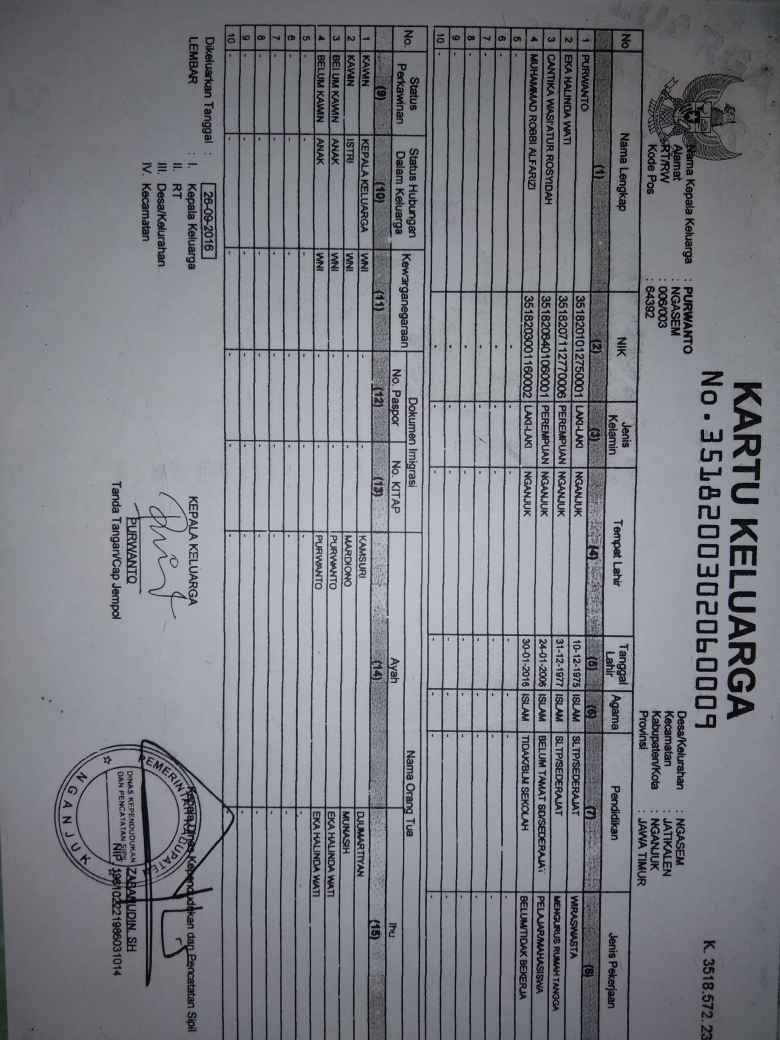 KARTU KELUARGA
No. 3518200302060009
K. 3518.572. 23
Nama Kepala Keluarga : PURWANTO
Alamat : NGASEM
RT/RW : 006/003
Kode Pos : 64392
Desa/Kelurahan : NGASEM
Kecamatan : JATIKALEN
Kabupaten/Kota : NGANJUK
Provinsi : JAWA TIMUR
No Nama Lengkap NIK Jenis Kelamin Tempat Lahir Tanggal Lahir Agama Pendidikan Jenis Pekerjaan
(1) (2) (3) (4) (5) (6) (7) (8)
1 PURWANTO 3518201012750001 LAKI-LAKI NGANJUK 10-12-1975 ISLAM SLTP/SEDERAJAT WIRASWASTA
2 EKA HALINDA WATI 3518207112770006 PEREMPUAN NGANJUK 31-12-1977 ISLAM SLTP/SEDERAJAT MENGURUS RUMAH TANGGA
3 CANTIKA WASI'ATUR ROSYIDAH 3518206401060001 PEREMPUAN NGANJUK 24-01-2006 ISLAM BELUM TAMAT SD/SEDERAJAT PELAJAR/MAHASISWA
4 MUHAMMAD ROBBI ALFARIZI 3518203001160002 LAKI-LAKI NGANJUK 30-01-2016 ISLAM TIDAK/BLM SEKOLAH BELUM/TIDAK BEKERJA
5 - - - - - - - -
6 - - - - - - - -
7 - - - - - - - -
8 - - - - - - - -
9 - - - - - - - -
10 - - - - - - - -
No. Status Perkawinan Status Hubungan Dalam Keluarga Kewarganegaraan Dokumen Imigrasi Nama Orang Tua
No. Paspor No. KITAP Ayah Ibu
(9) (10) (11) (12) (13) (14) (15)
1 KAWIN KEPALA KELUARGA WNI - - KAMSURI DJUMARTIYAN
2 KAWIN ISTRI WNI - - MARDIONO MUNASIH
3 BELUM KAWIN ANAK WNI - - PURWANTO EKA HALINDA WATI
4 BELUM KAWIN ANAK WNI - - PURWANTO EKA HALINDA WATI
5 - - - - - - -
6 - - - - - - -
7 - - - - - - -
8 - - - - - - -
9 - - - - - - -
10 - - - - - - -
Dikeluarkan Tanggal : 26-09-2016
LEMBAR : I. Kepala Keluarga
II. RT
III. Desa/Kelurahan
IV. Kecamatan
KEPALA KELUARGA
PURWANTO
Tanda Tangan/Cap Jempol
Kepala Dinas Kependudukan dan Pencatatan Sipil
PEMERINTAH KABUPATEN
DINAS KEPENDUDUKAN
DAN PENCATATAN SIPIL
NGANJUK
ZABANUDIN, SH
NIP.